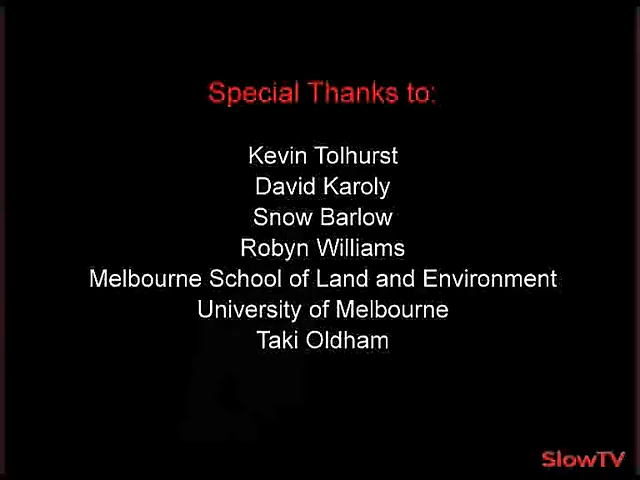 Special Thanks to:
Kevin Tolhurst
David Karoly
Snow Barlow
Robyn Williams
Melbourne School of Land and Environment
University of Melbourne
Taki Oldham
SlowTV